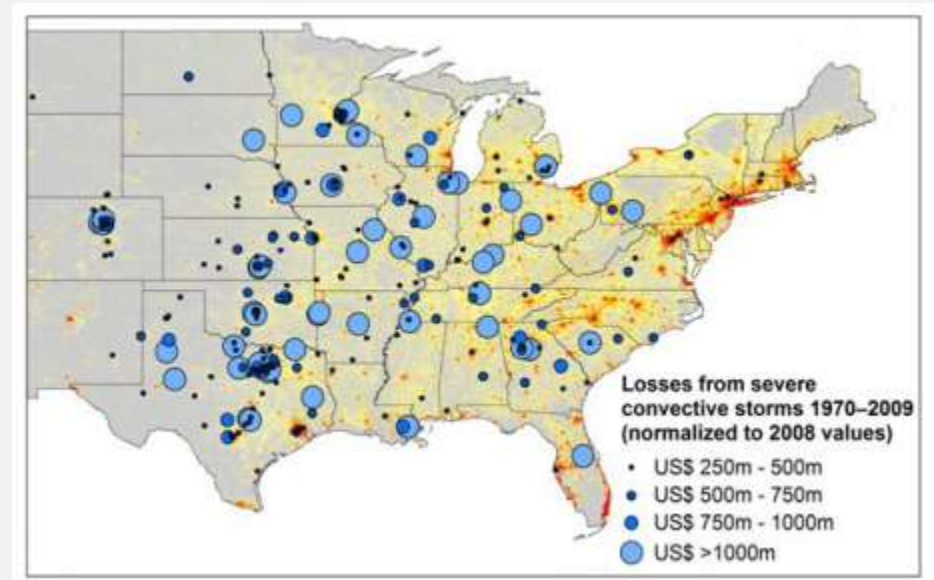 Losses from severe
convective storms 1970–2009
(normalized to 2008 values)
US$ 250m - 500m
US$ 500m - 750m
US$ 750m - 1000m
US$ >1000m